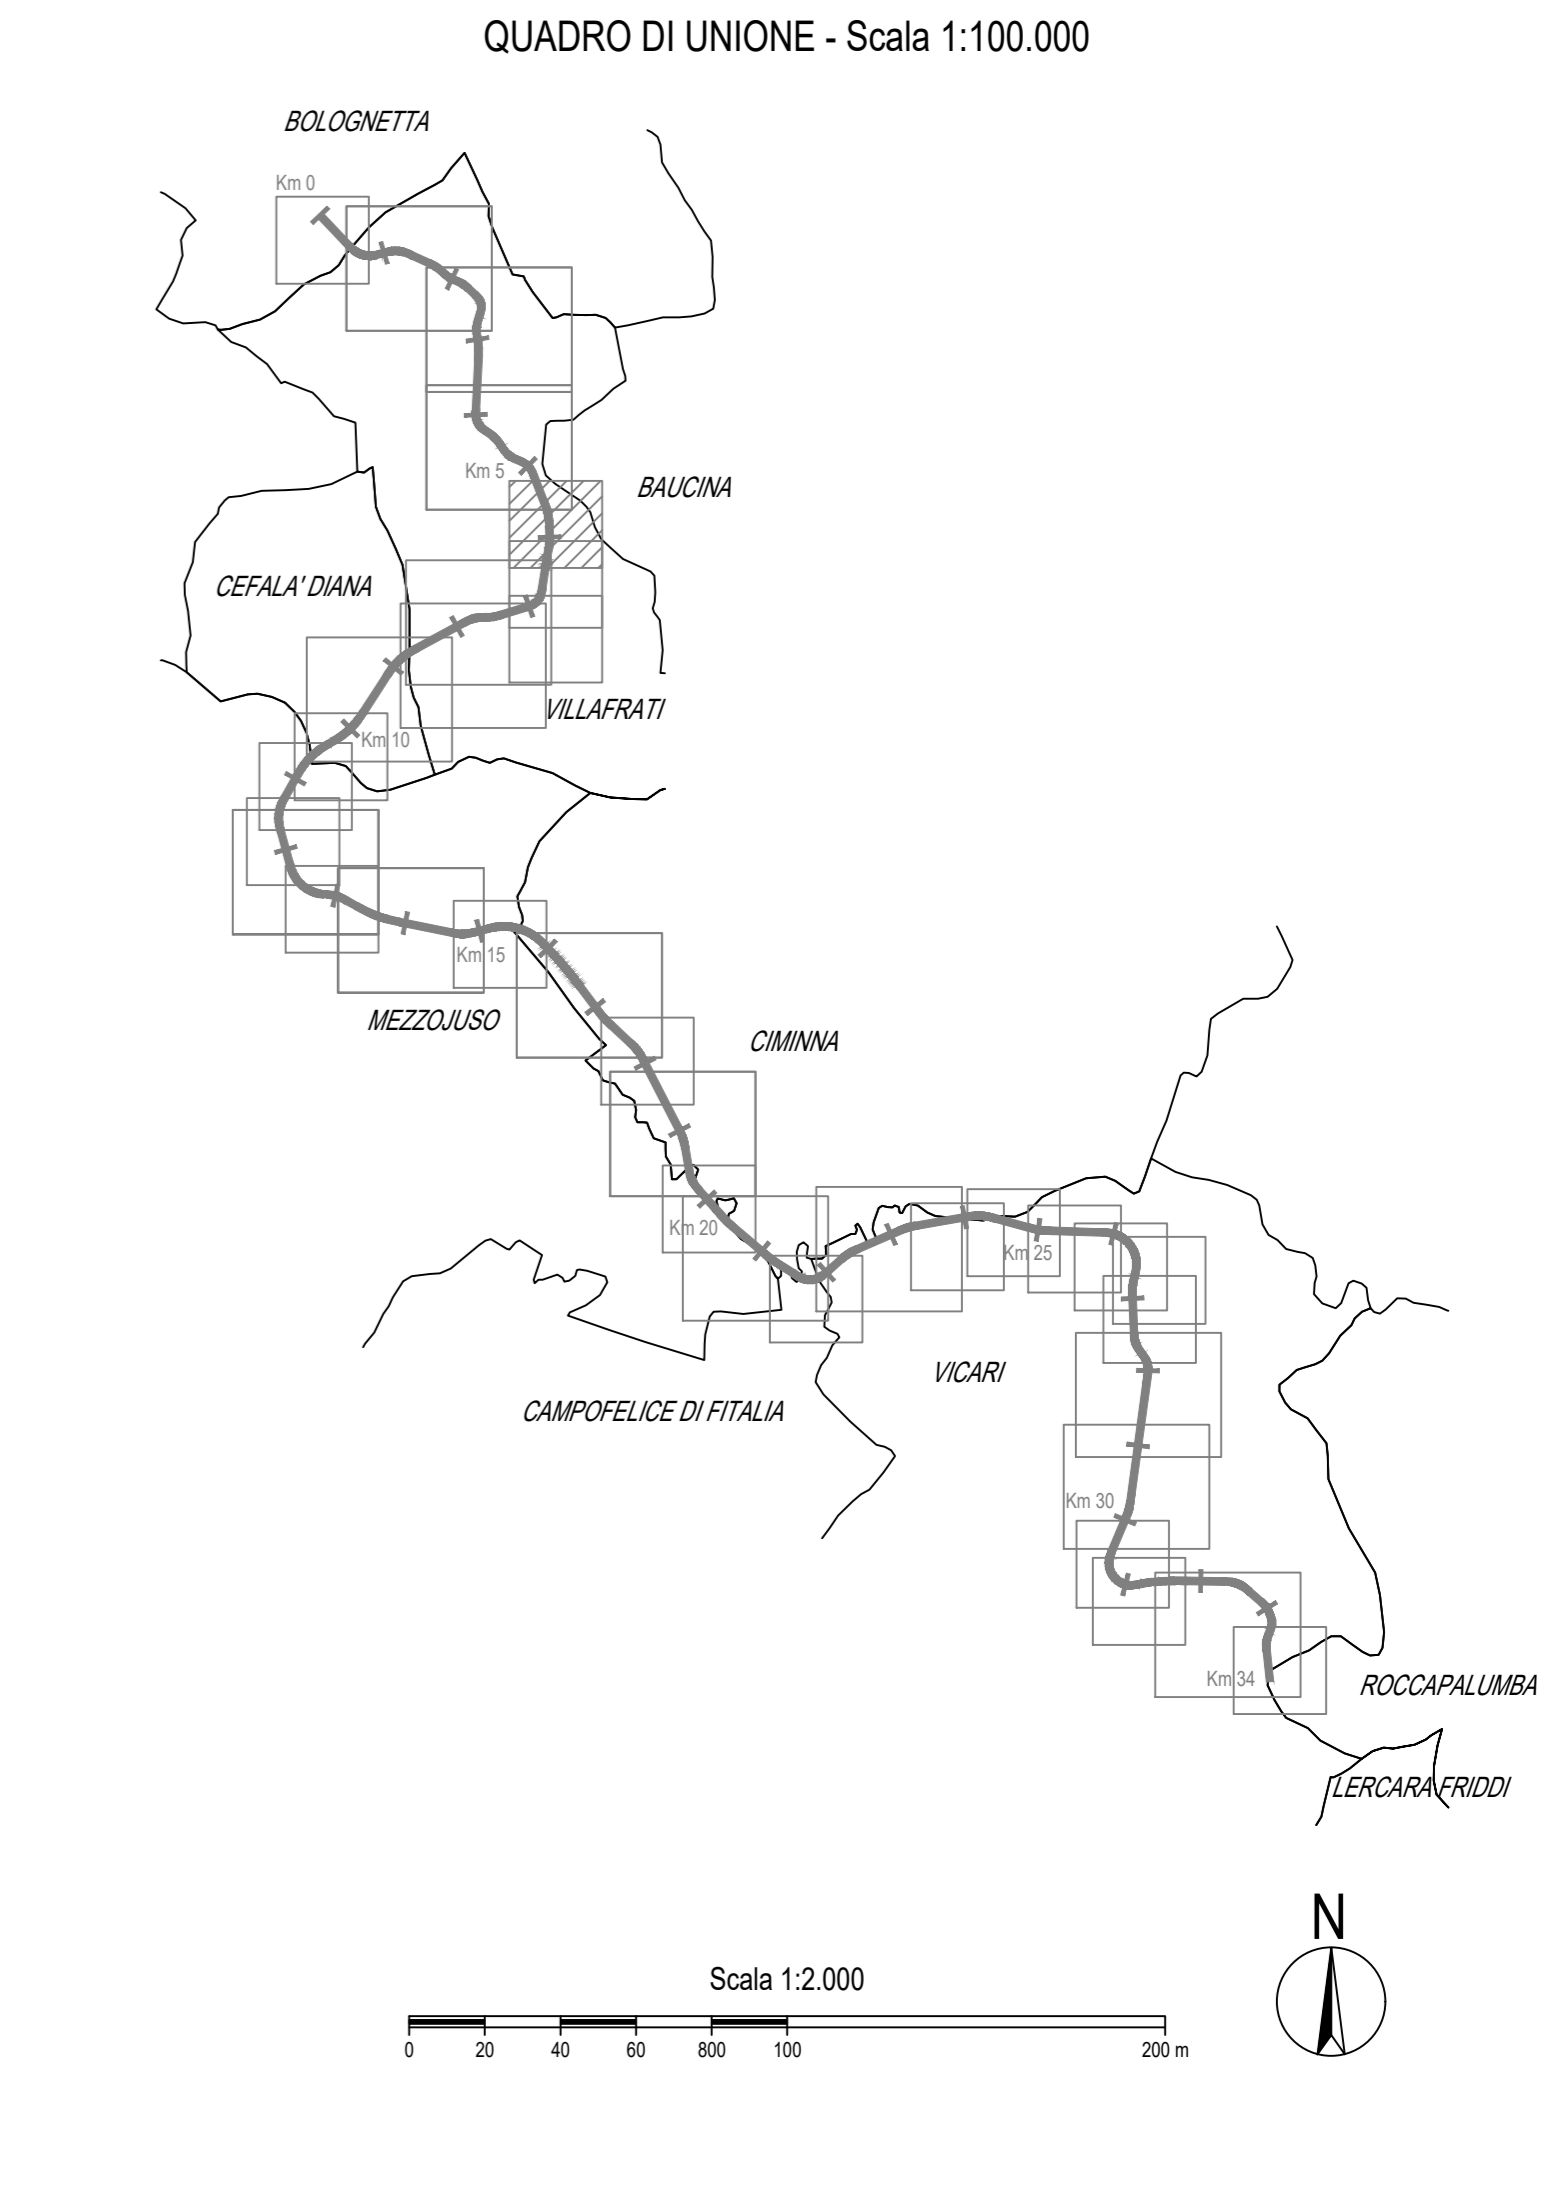 QUADRO DI UNIONE - Scala 1:100.000
BOLOGNETTA
Km 0
Km 5
BAUCINA
CEFALA' DIANA
VILLAFRATI
Km 10
Km 15
MEZZOJUSO
CIMINNA
Km 20
Km 25
VICARI
CAMPOFELICE DI FITALIA
Km 30
Km 34
ROCCAPALUMBA
LERCARA FRIDDI
N
Scala 1:2.000
0 20 40 60 800 100 200 m